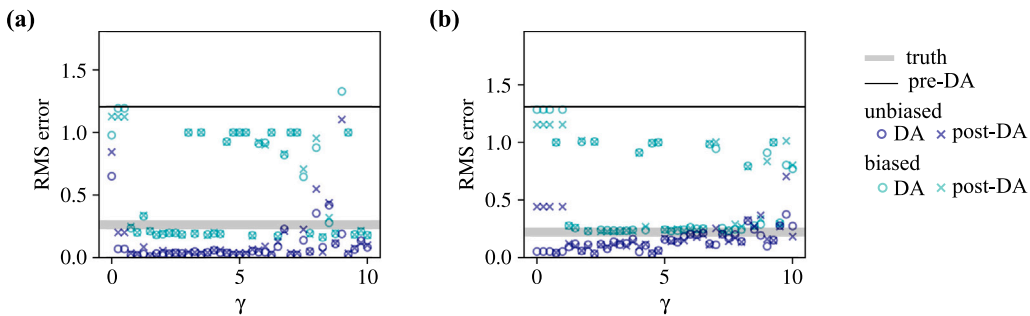 (a)
RMS error
1.5
1.0
0.5
0.0
0
5
10
γ
(b)
RMS error
1.5
1.0
0.5
0.0
0
5
10
γ
truth
pre-DA
unbiased
DA
post-DA
biased
DA
post-DA